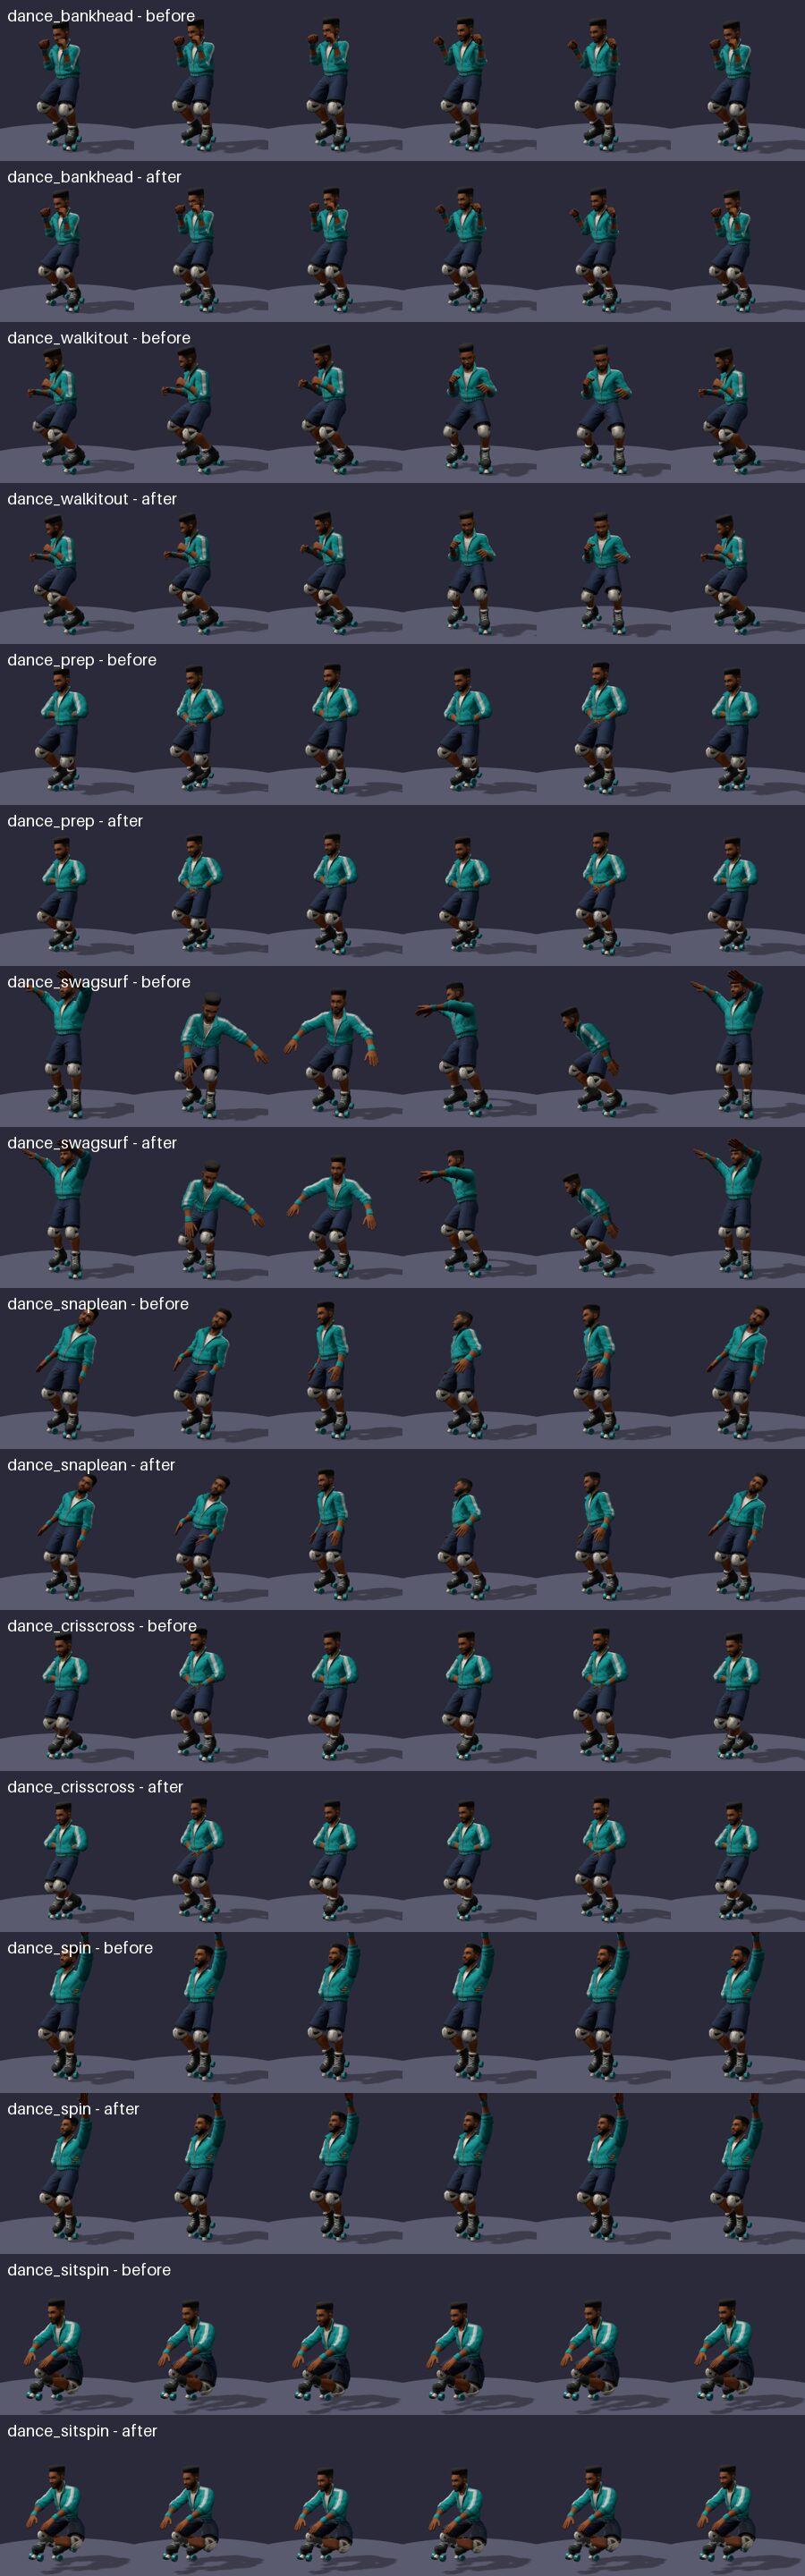 dance_bankhead - before
dance_bankhead - after
dance_walkitout - before
dance_walkitout - after
dance_prep - before
dance_prep - after
dance_swagsurf - before
dance_swagsurf - after
dance_snaplean - before
dance_snaplean - after
dance_crisscross - before
dance_crisscross - after
dance_spin - before
dance_spin - after
dance_sitspin - before
dance_sitspin - after